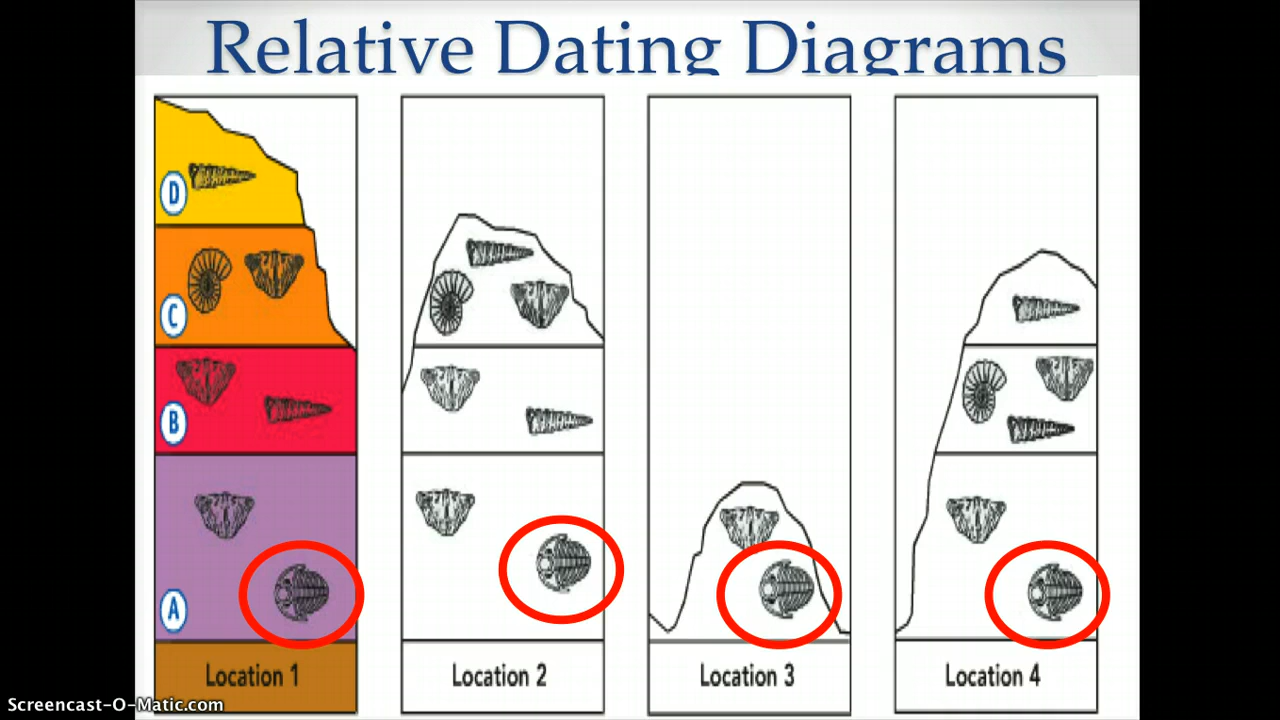 Relative Dating Diagrams
D
C
B
A
Location 1
Location 2
Location 3
Location 4
Screencast-O-Matic.com